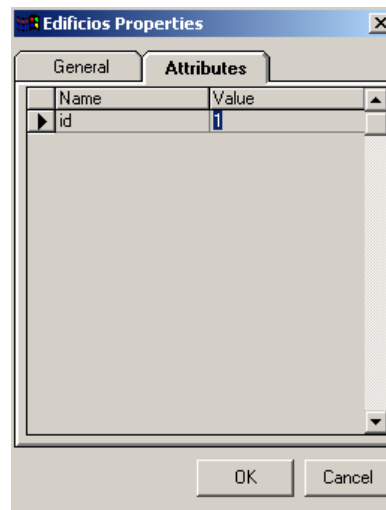 Edificios Properties
General Attributes
Name Value
id 1
OK Cancel